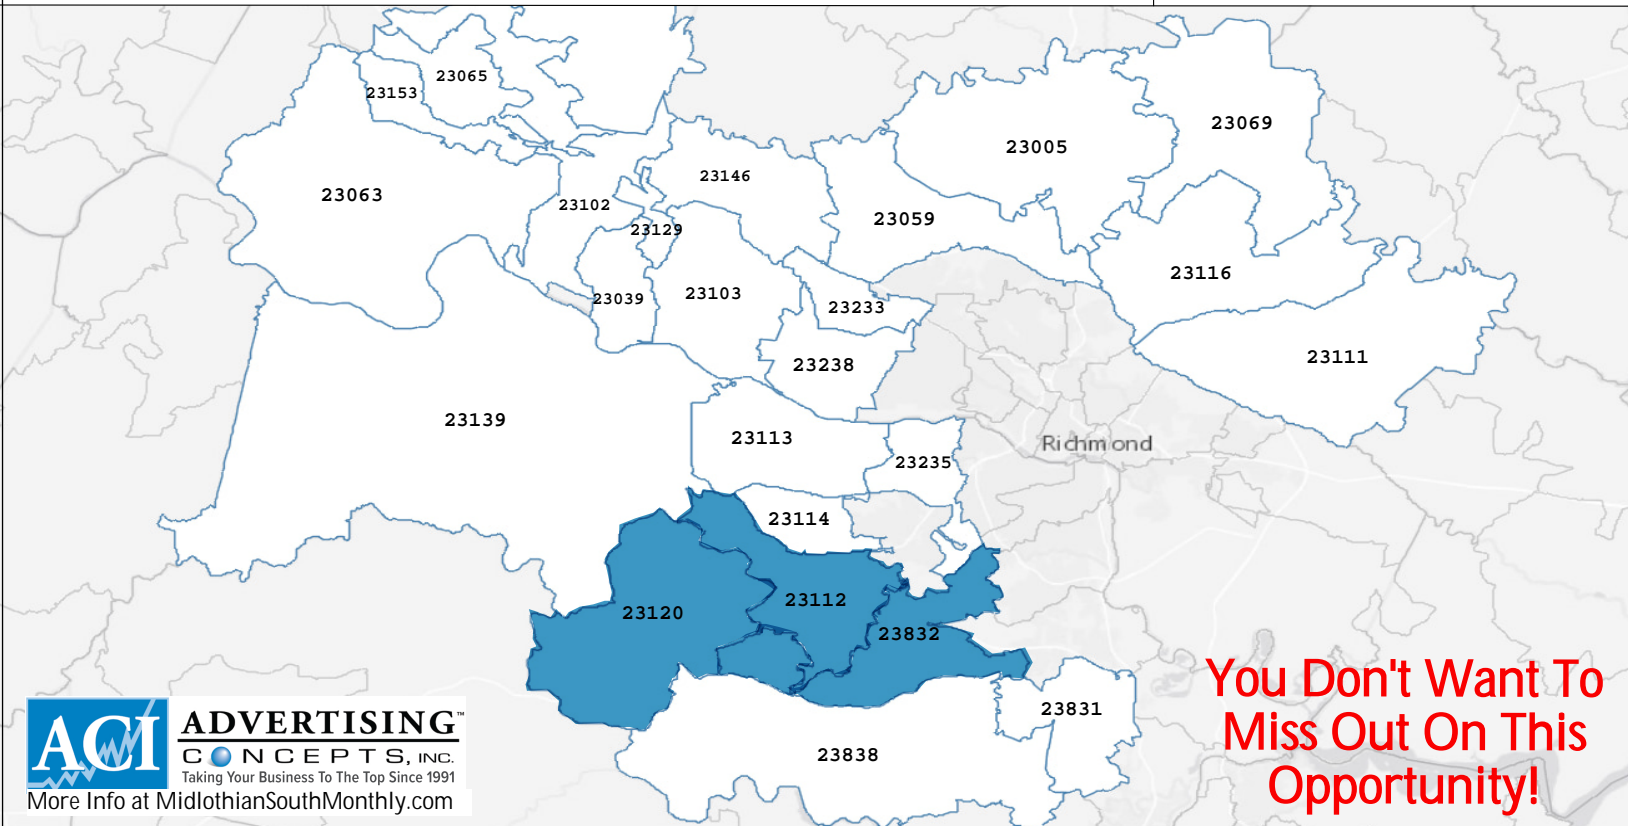 23065
23153
23069
23005
23146
23063
23102
23059
23129
23116
23103
23039
23233
23111
23238
23139
23113
Richmond
23235
23114
23112
23120
23832
You Don't Want To
Miss Out On This
Opportunity!
23831
23838
ACI
ADVERTISING™
CONCEPTS, INC.
Taking Your Business To The Top Since 1991
More Info at MidlothianSouthMonthly.com